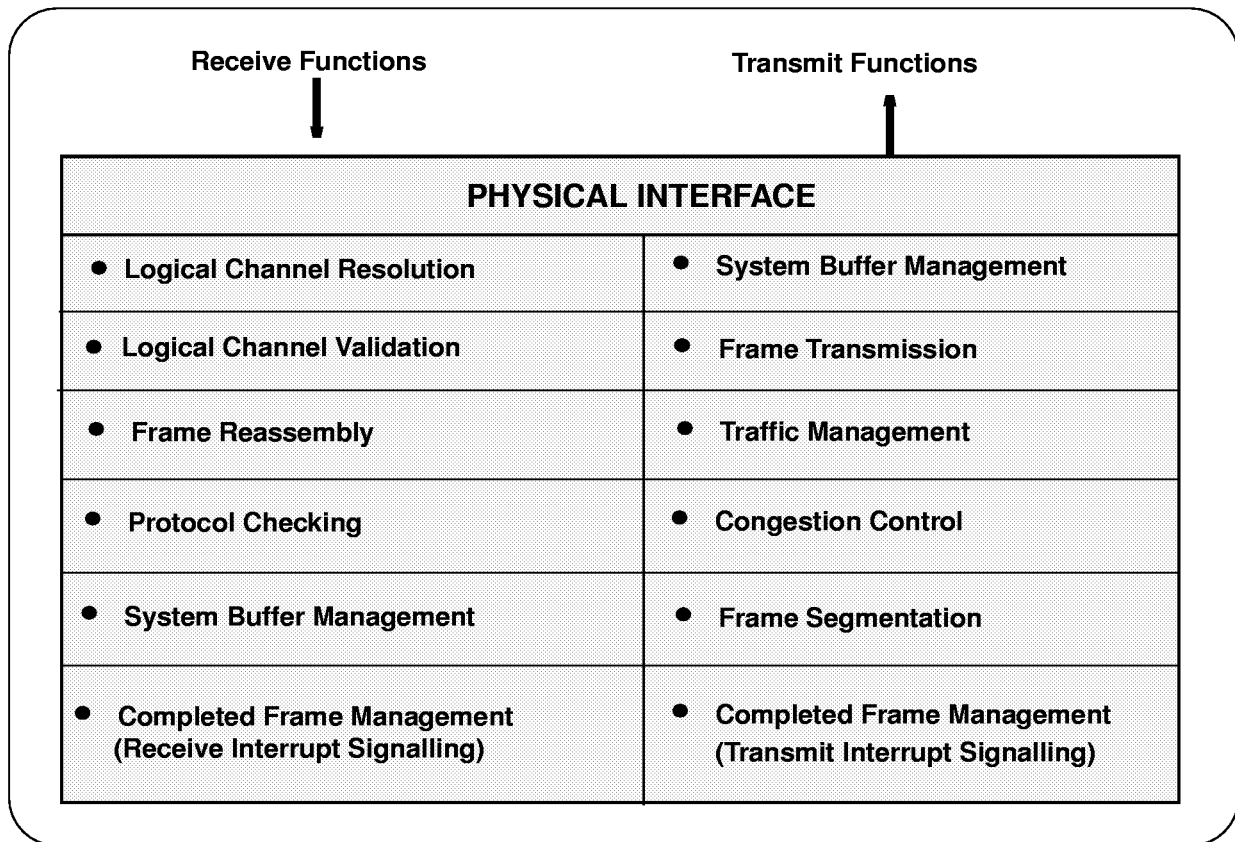 Receive Functions
Transmit Functions
PHYSICAL INTERFACE
● Logical Channel Resolution
● System Buffer Management
● Logical Channel Validation
● Frame Transmission
● Frame Reassembly
● Traffic Management
● Protocol Checking
● Congestion Control
● System Buffer Management
● Frame Segmentation
● Completed Frame Management
(Receive Interrupt Signalling)
● Completed Frame Management
(Transmit Interrupt Signalling)